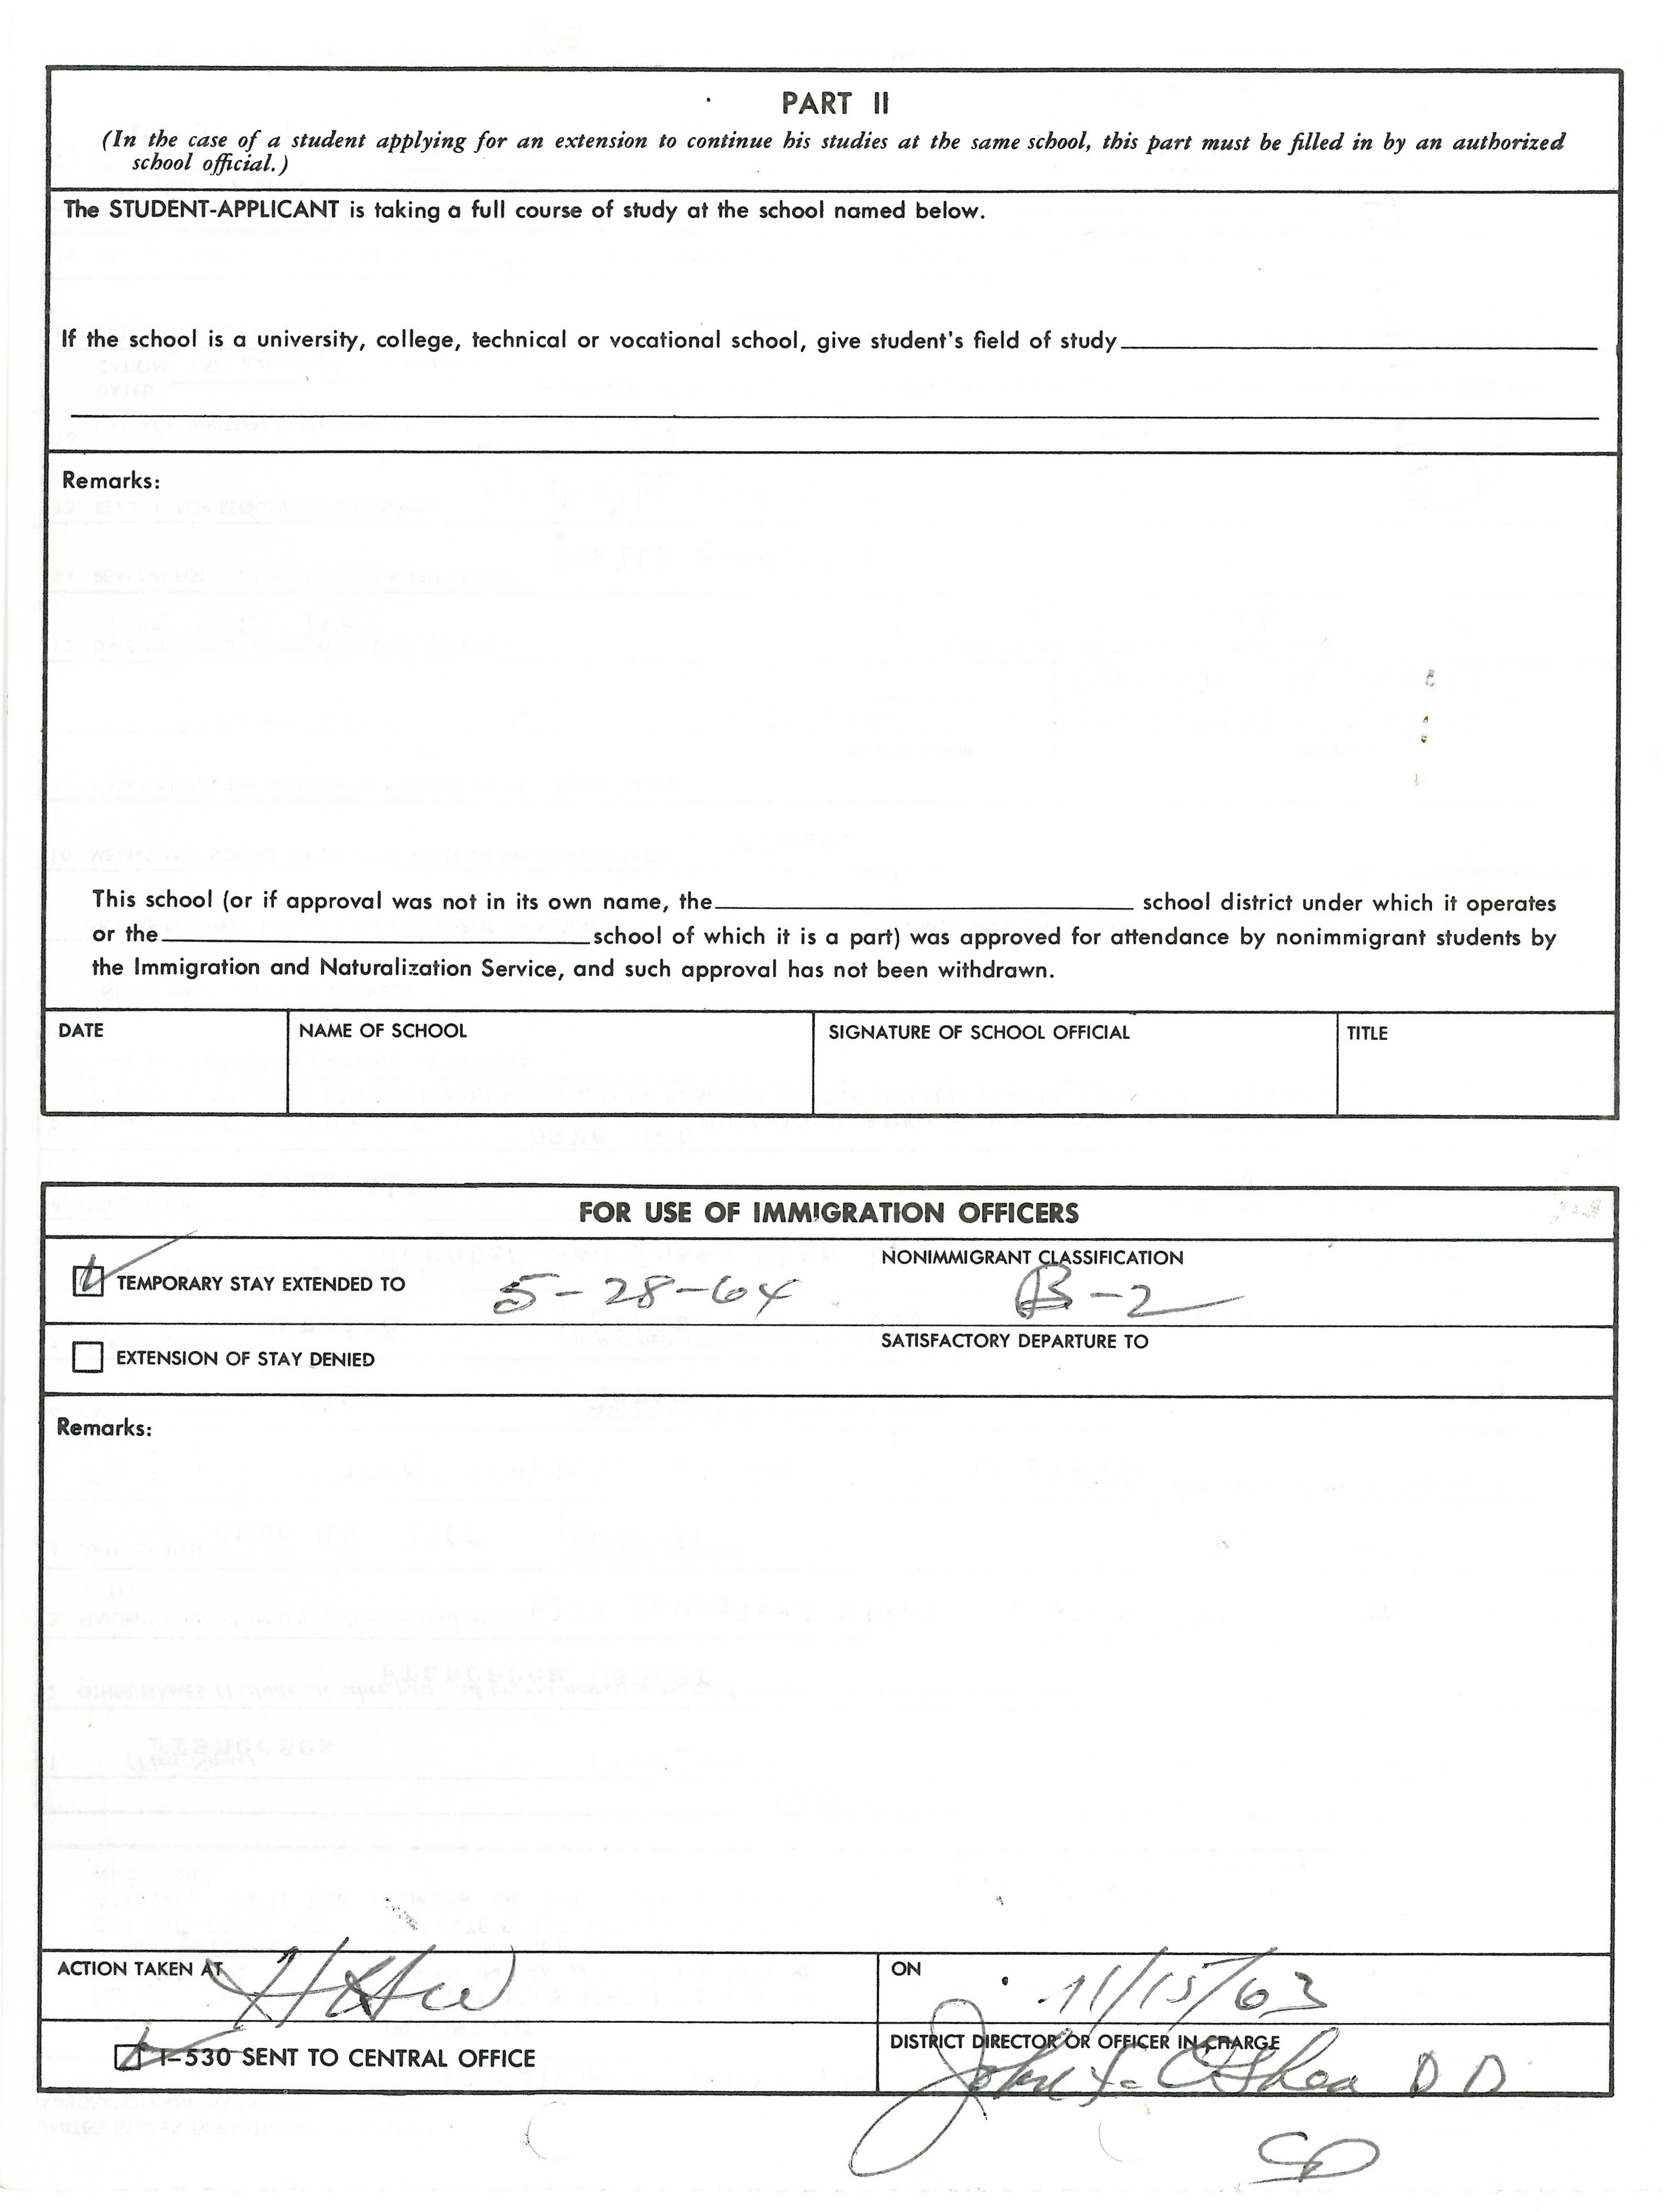 PART II
(In the case of a student applying for an extension to continue his studies at the same school, this part must be filled in by an authorized
school official.)
The STUDENT-APPLICANT is taking a full course of study at the school named below.
If the school is a university, college, technical or vocational school, give student's field of study
Remarks:
This school (or if approval was not in its own name, the school district under which it operates
or the school of which it is a part) was approved for attendance by nonimmigrant students by
the Immigration and Naturalization Service, and such approval has not been withdrawn.
DATE NAME OF SCHOOL SIGNATURE OF SCHOOL OFFICIAL TITLE
FOR USE OF IMMIGRATION OFFICERS
NONIMMIGRANT CLASSIFICATION
TEMPORARY STAY EXTENDED TO 5-28-64 B-2
SATISFACTORY DEPARTURE TO
EXTENSION OF STAY DENIED
Remarks:
ACTION TAKEN AT ON 11/15/63
DISTRICT DIRECTOR OR OFFICER IN CHARGE
I-530 SENT TO CENTRAL OFFICE John O'Shea DD